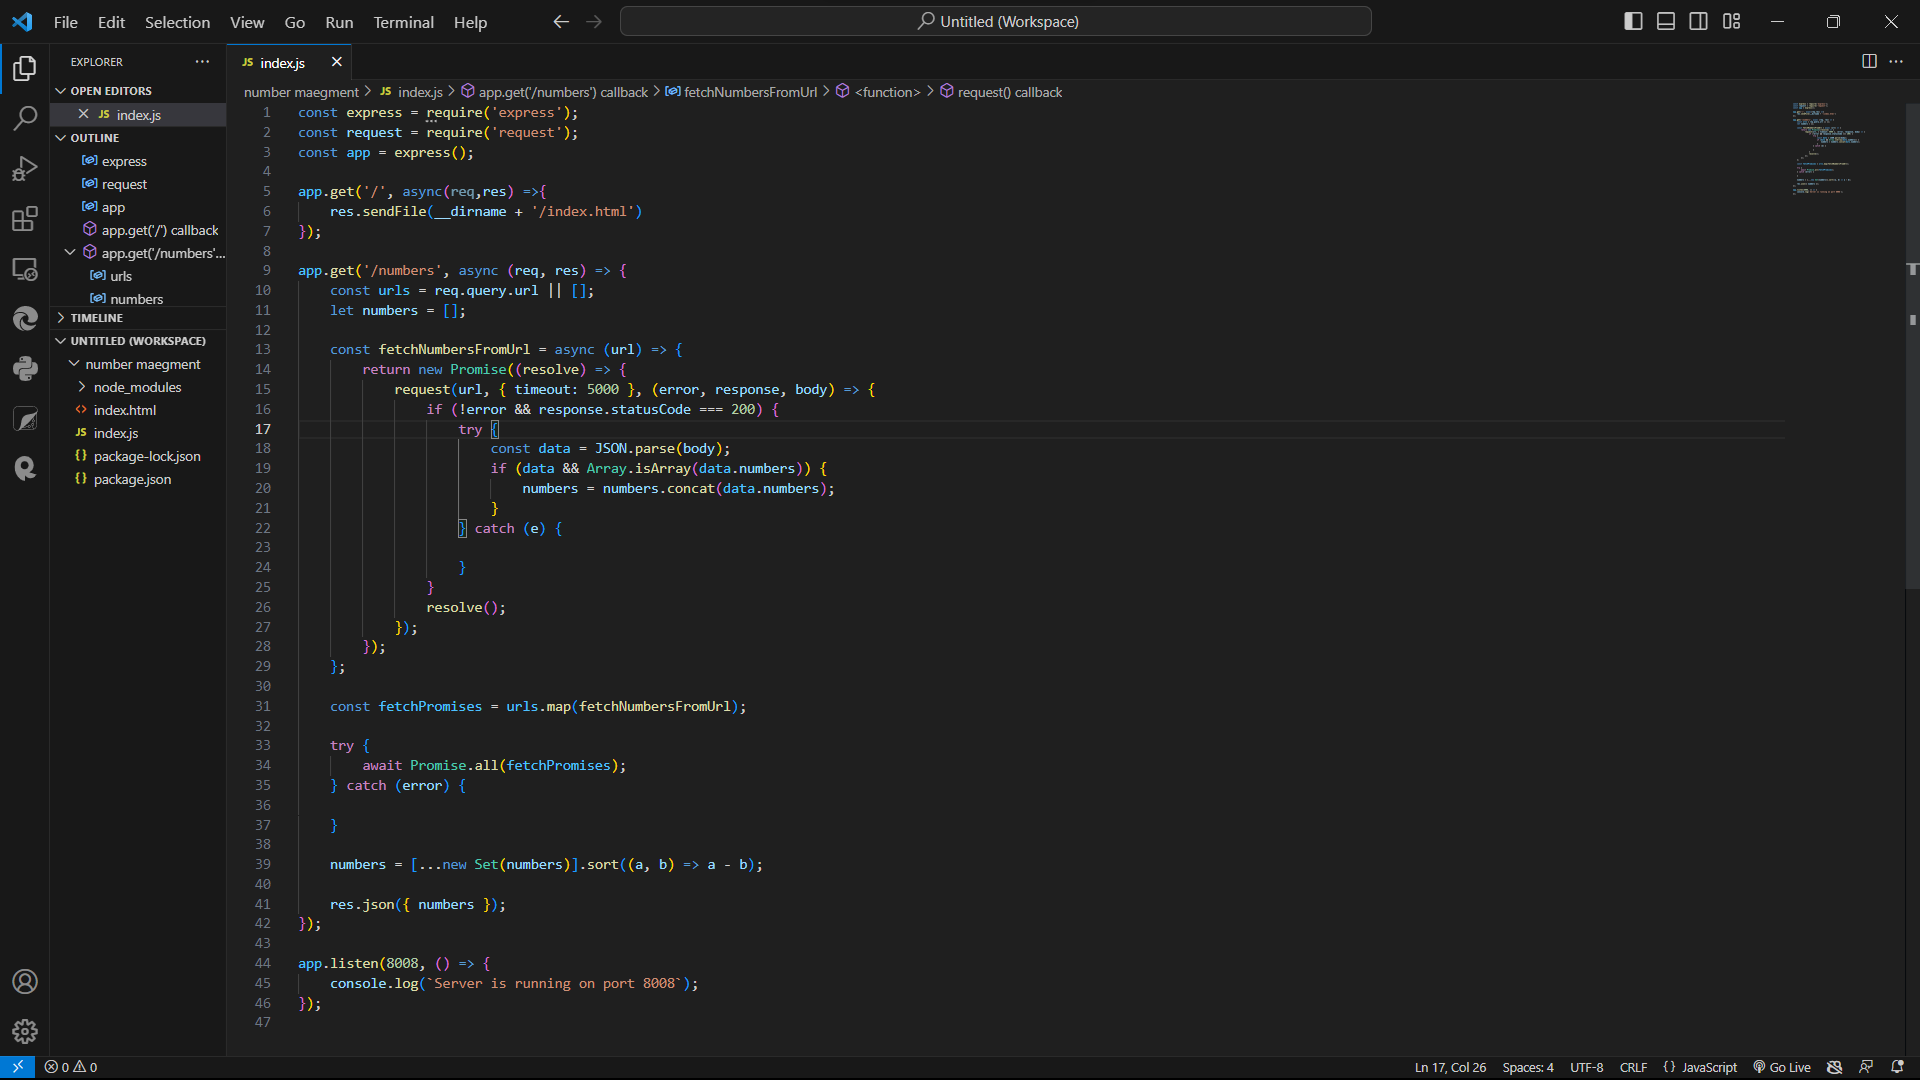 File Edit Selection View Go Run Terminal Help
Untitled (Workspace)
EXPLORER
OPEN EDITORS
JS index.js
OUTLINE
express
request
app
app.get('/') callback
app.get('/numbers'...
urls
numbers
TIMELINE
UNTITLED (WORKSPACE)
number maegment
node_modules
index.html
JS index.js
package-lock.json
package.json
JS index.js
number maegment > JS index.js > app.get('/numbers') callback > fetchNumbersFromUrl > <function> > request() callback
1 const express = require('express');
2 const request = require('request');
3 const app = express();
4
5 app.get('/', async(req,res) =>{
6     res.sendFile(__dirname + '/index.html')
7 });
8
9 app.get('/numbers', async (req, res) => {
10     const urls = req.query.url || [];
11     let numbers = [];
12
13     const fetchNumbersFromUrl = async (url) => {
14         return new Promise((resolve) => {
15             request(url, { timeout: 5000 }, (error, response, body) => {
16                 if (!error && response.statusCode === 200) {
17                     try {
18                         const data = JSON.parse(body);
19                         if (data && Array.isArray(data.numbers)) {
20                             numbers = numbers.concat(data.numbers);
21                         }
22                     } catch (e) {
23
24                     }
25                 }
26                 resolve();
27             });
28         });
29     };
30
31     const fetchPromises = urls.map(fetchNumbersFromUrl);
32
33     try {
34         await Promise.all(fetchPromises);
35     } catch (error) {
36
37     }
38
39     numbers = [...new Set(numbers)].sort((a, b) => a - b);
40
41     res.json({ numbers });
42 });
43
44 app.listen(8008, () => {
45     console.log(`Server is running on port 8008`);
46 });
47
0 0
Ln 17, Col 26 Spaces: 4 UTF-8 CRLF {} JavaScript Go Live